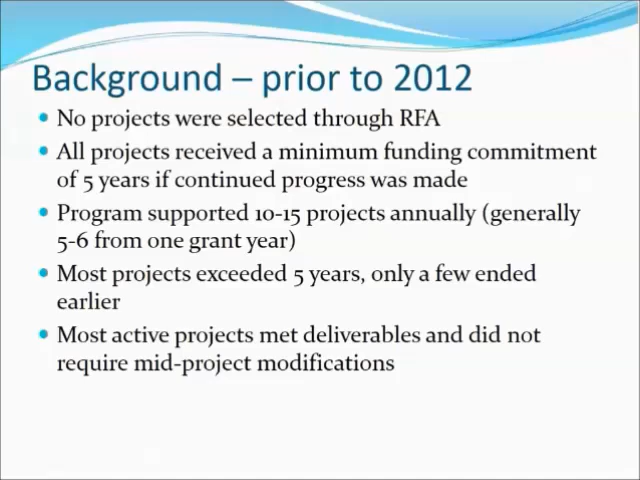 Background – prior to 2012
No projects were selected through RFA
All projects received a minimum funding commitment
of 5 years if continued progress was made
Program supported 10-15 projects annually (generally
5-6 from one grant year)
Most projects exceeded 5 years, only a few ended
earlier
Most active projects met deliverables and did not
require mid-project modifications